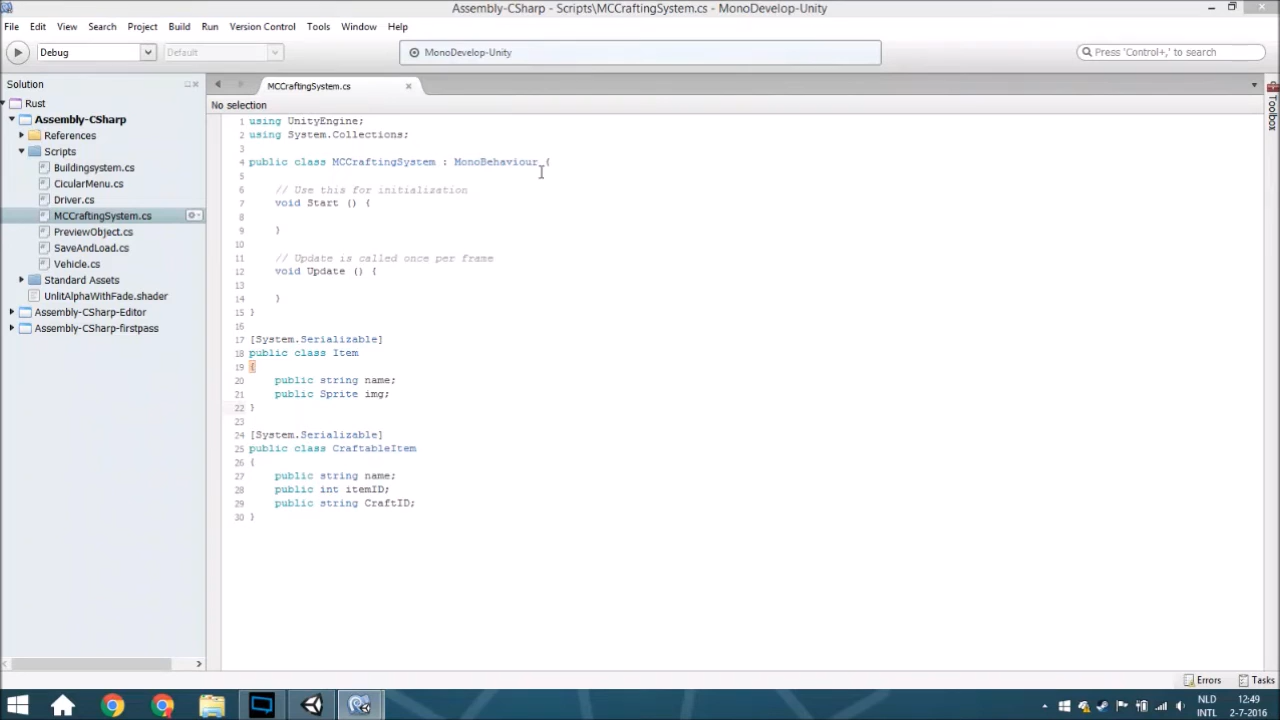 Assembly-CSharp - Scripts\MCCraftingSystem.cs - MonoDevelop-Unity
File Edit View Search Project Build Run Version Control Tools Window Help
Debug Default MonoDevelop-Unity Press 'Control+,' to search
Solution
MCCraftingSystem.cs
No selection
Rust
Assembly-CSharp
References
Scripts
Buildingsystem.cs
CicularMenu.cs
Driver.cs
MCCraftingSystem.cs
PreviewObject.cs
SaveAndLoad.cs
Vehicle.cs
Standard Assets
UnlitAlphaWithFade.shader
Assembly-CSharp-Editor
Assembly-CSharp-firstpass
1 using UnityEngine;
2 using System.Collections;
3
4 public class MCCraftingSystem : MonoBehaviour {
5
6 // Use this for initialization
7 void Start () {
8
9 }
10
11 // Update is called once per frame
12 void Update () {
13
14 }
15 }
16
17 [System.Serializable]
18 public class Item
19 {
20 public string name;
21 public Sprite img;
22 }
23
24 [System.Serializable]
25 public class CraftableItem
26 {
27 public string name;
28 public int itemID;
29 public string CraftID;
30 }
Toolbox
Errors Tasks
NLD 12:49
INTL 2-7-2016